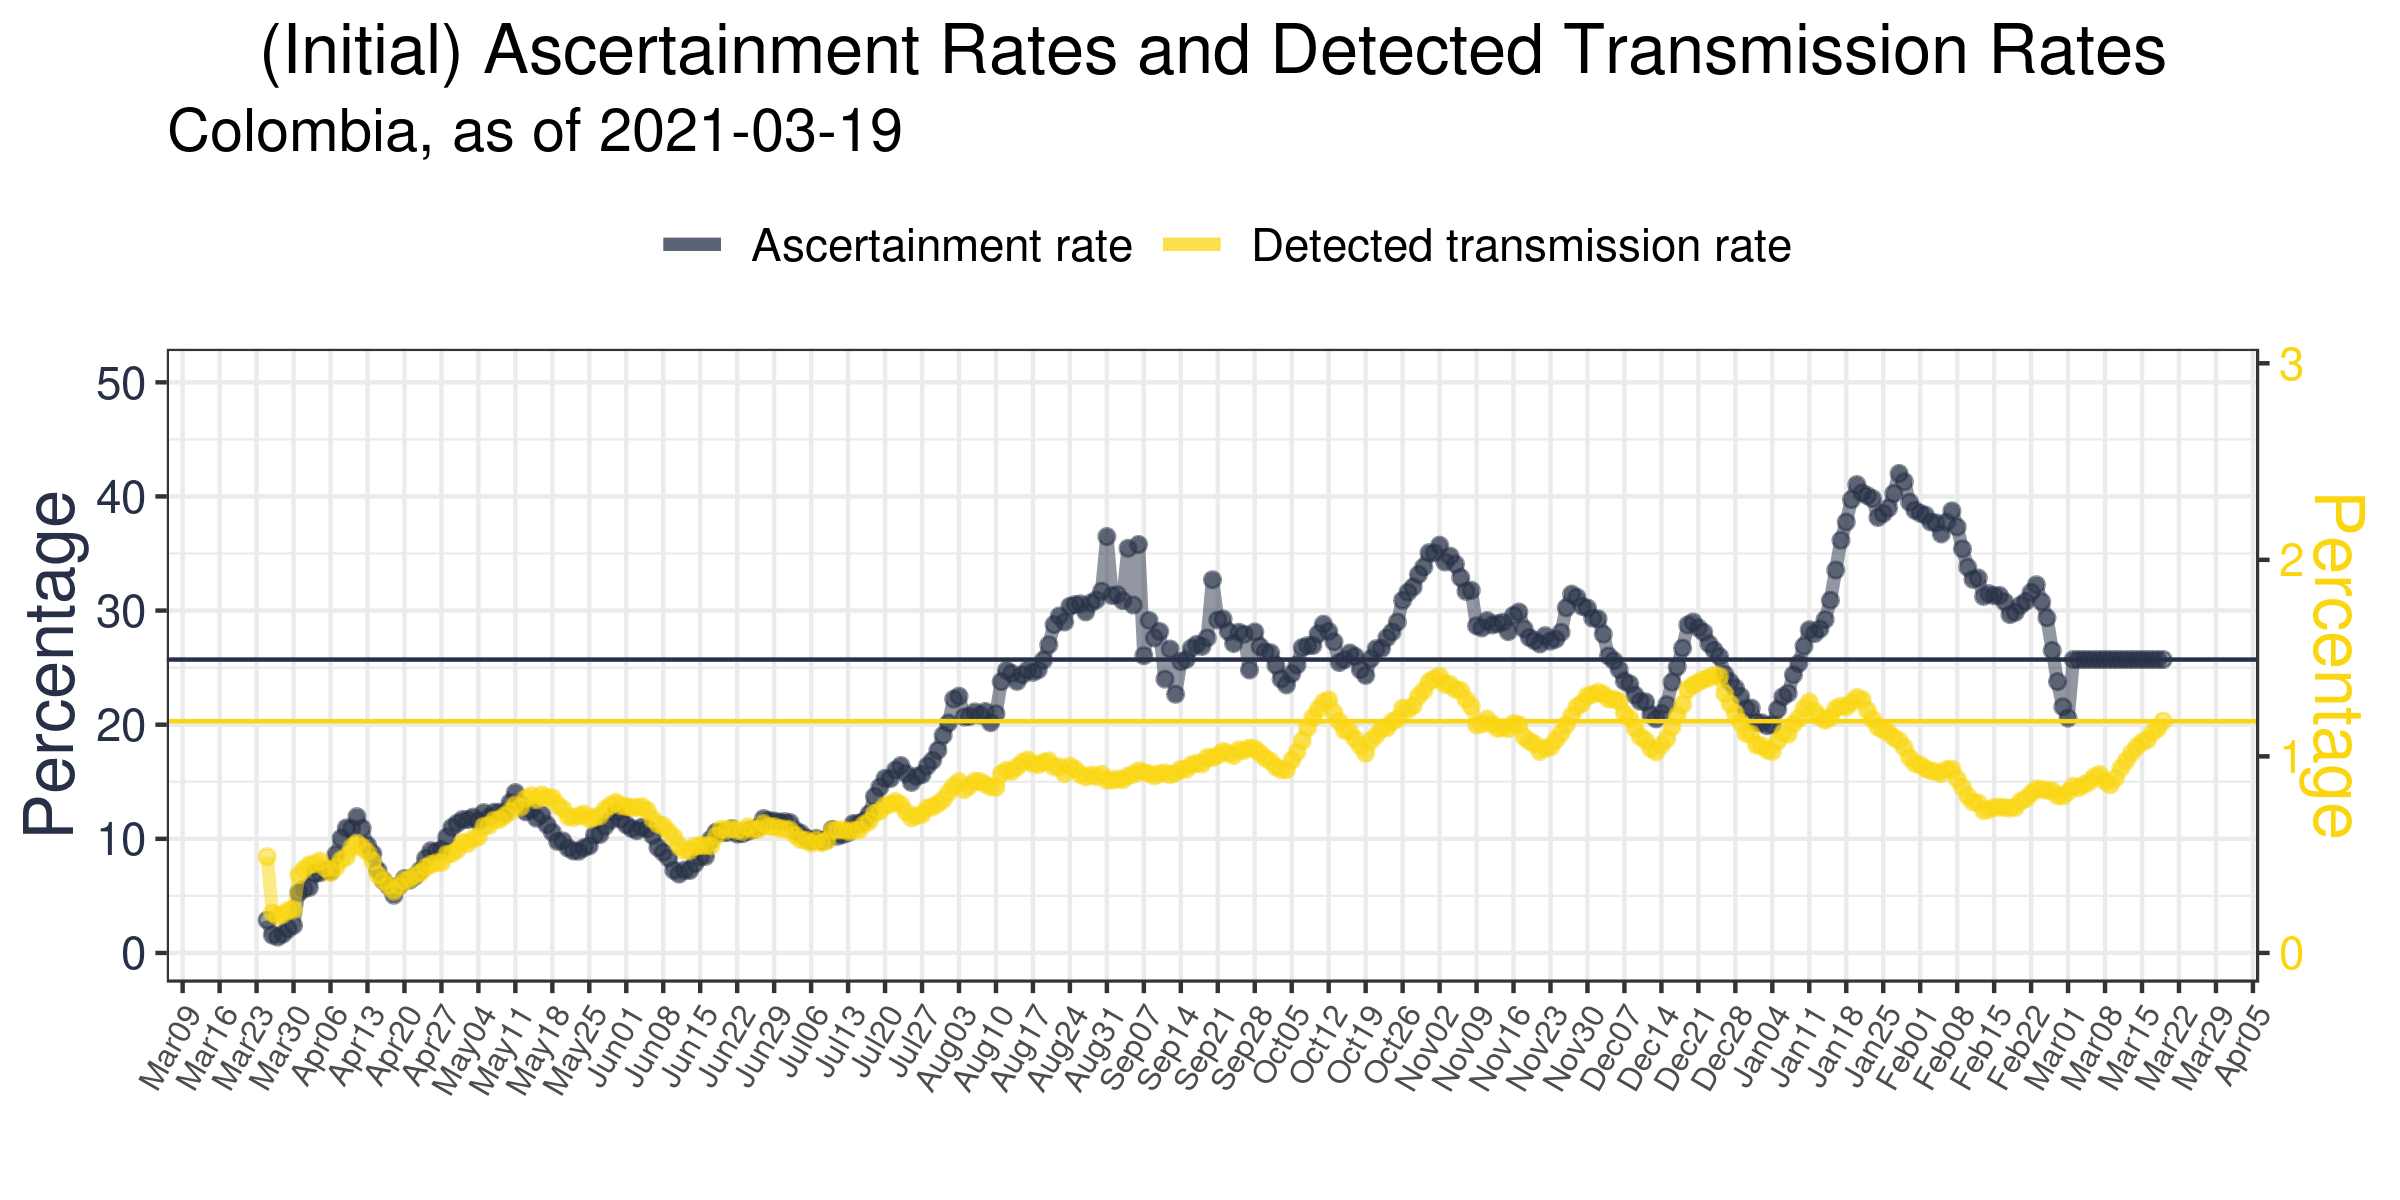 (Initial) Ascertainment Rates and Detected Transmission Rates
Colombia, as of 2021-03-19
Ascertainment rate Detected transmission rate
Percentage
50
40
30
20
10
0
3
2
1
0
Percentage
Mar09 Mar16 Mar23 Mar30 Apr06 Apr13 Apr20 Apr27 May04 May11 May18 May25 Jun01 Jun08 Jun15 Jun22 Jun29 Jul06 Jul13 Jul20 Jul27 Aug03 Aug10 Aug17 Aug24 Aug31 Sep07 Sep14 Sep21 Sep28 Oct05 Oct12 Oct19 Oct26 Nov02 Nov09 Nov16 Nov23 Nov30 Dec07 Dec14 Dec21 Dec28 Jan04 Jan11 Jan18 Jan25 Feb01 Feb08 Feb15 Feb22 Mar01 Mar08 Mar15 Mar22 Mar29 Apr05